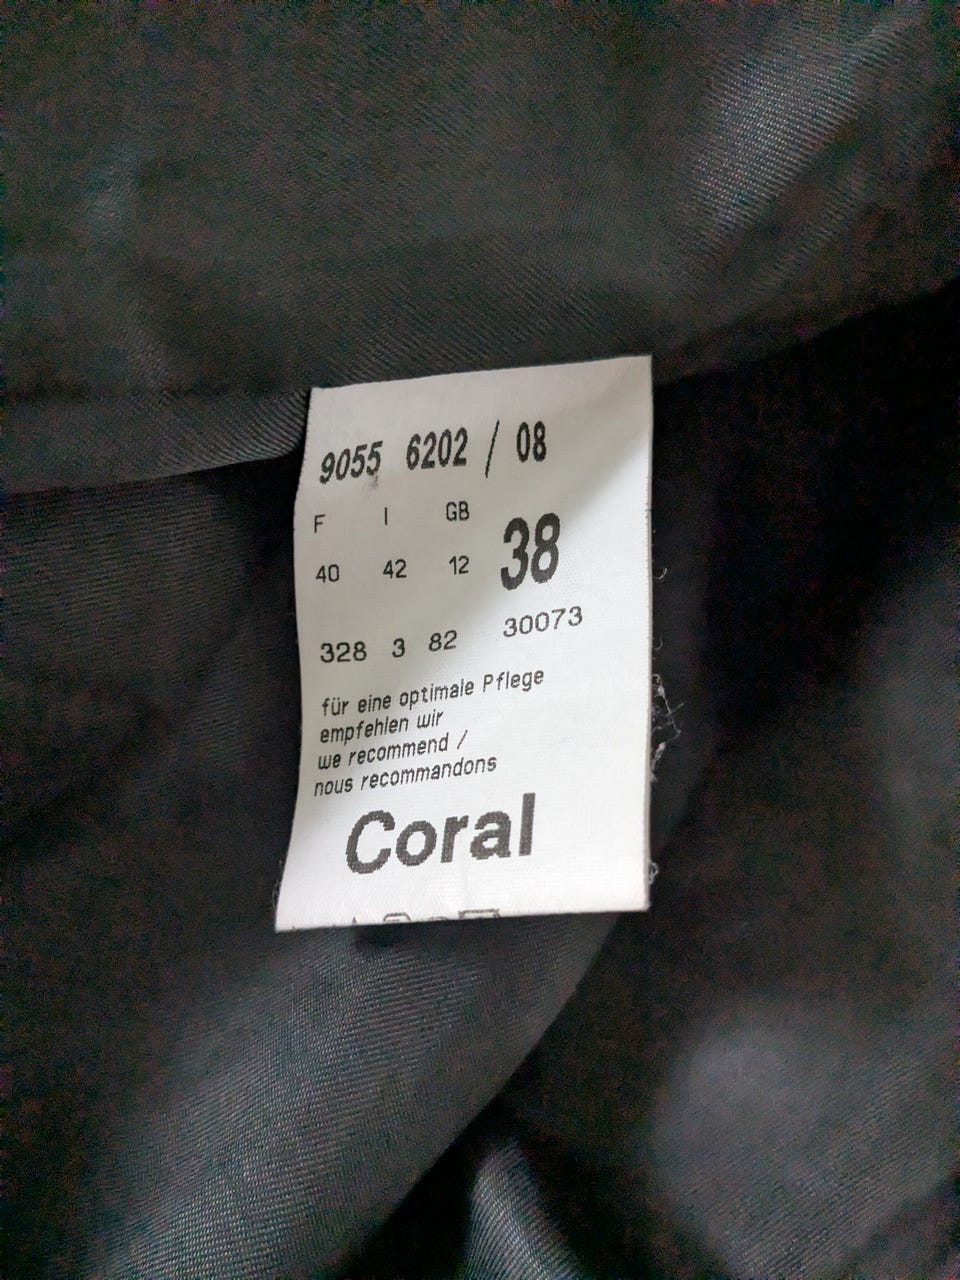 9055 6202 / 08
F I GB
40 42 12 38
328 3 82 30073
für eine optimale Pflege
empfehlen wir
we recommend /
nous recommandons
Coral